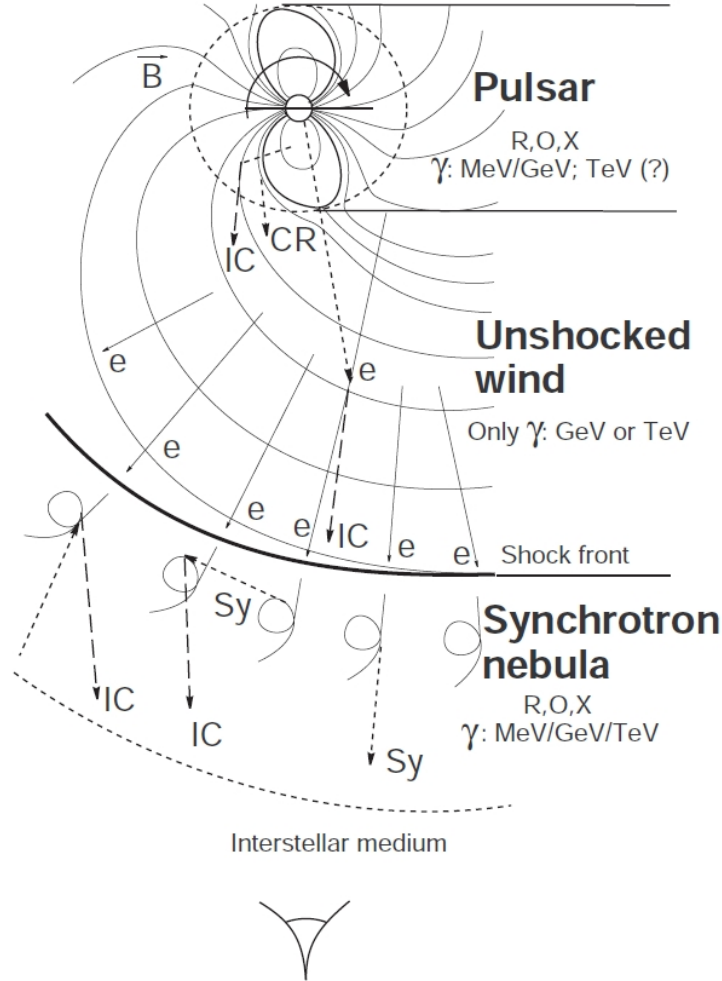 B
Pulsar
R,O,X
γ: MeV/GeV; TeV (?)
CR
IC
Unshocked
wind
e
e
Only γ: GeV or TeV
e
e
e
IC
e
e
Shock front
Sy
Synchrotron
nebula
IC
R,O,X
IC
γ: MeV/GeV/TeV
Sy
Interstellar medium